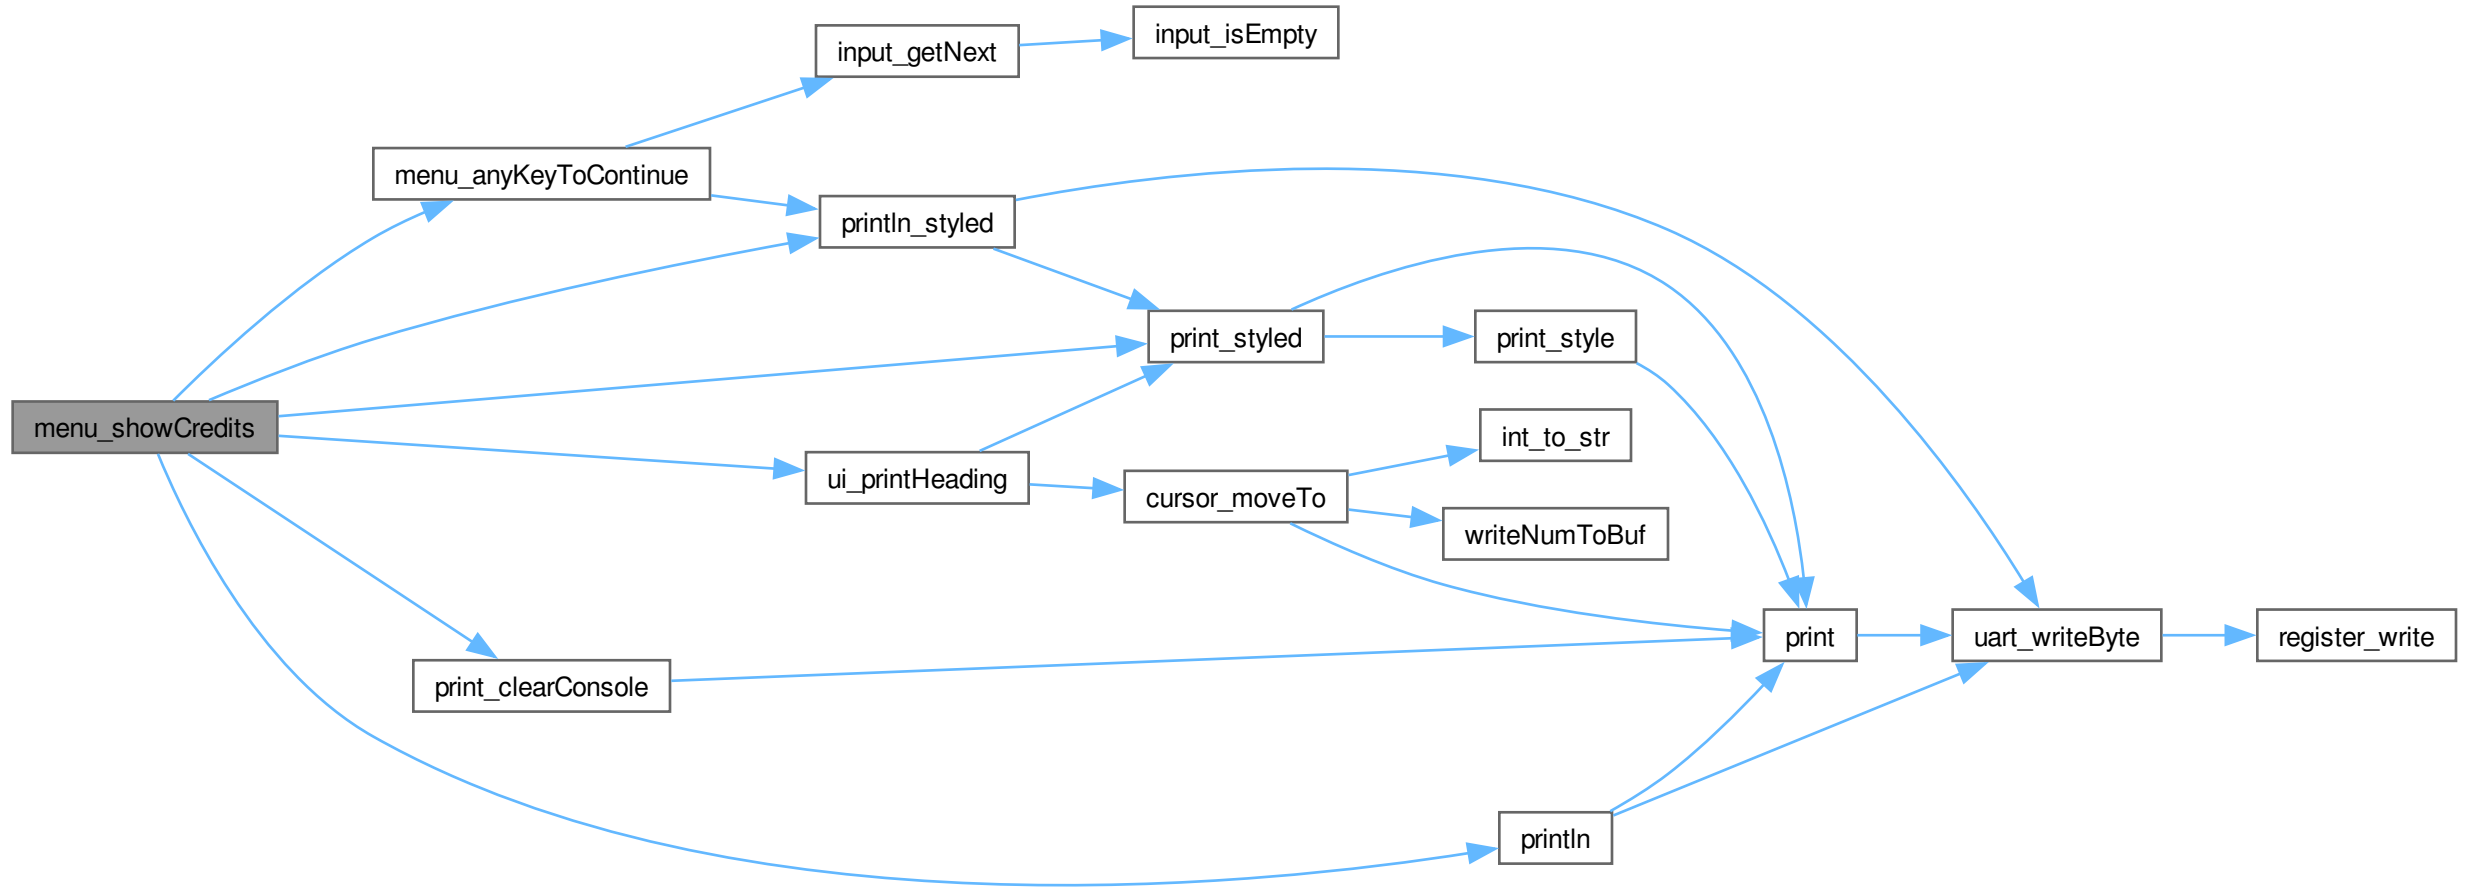 input_isEmpty
input_getNext
menu_anyKeyToContinue
println_styled
print_styled
print_style
menu_showCredits
int_to_str
ui_printHeading
cursor_moveTo
writeNumToBuf
print
uart_writeByte
register_write
print_clearConsole
println